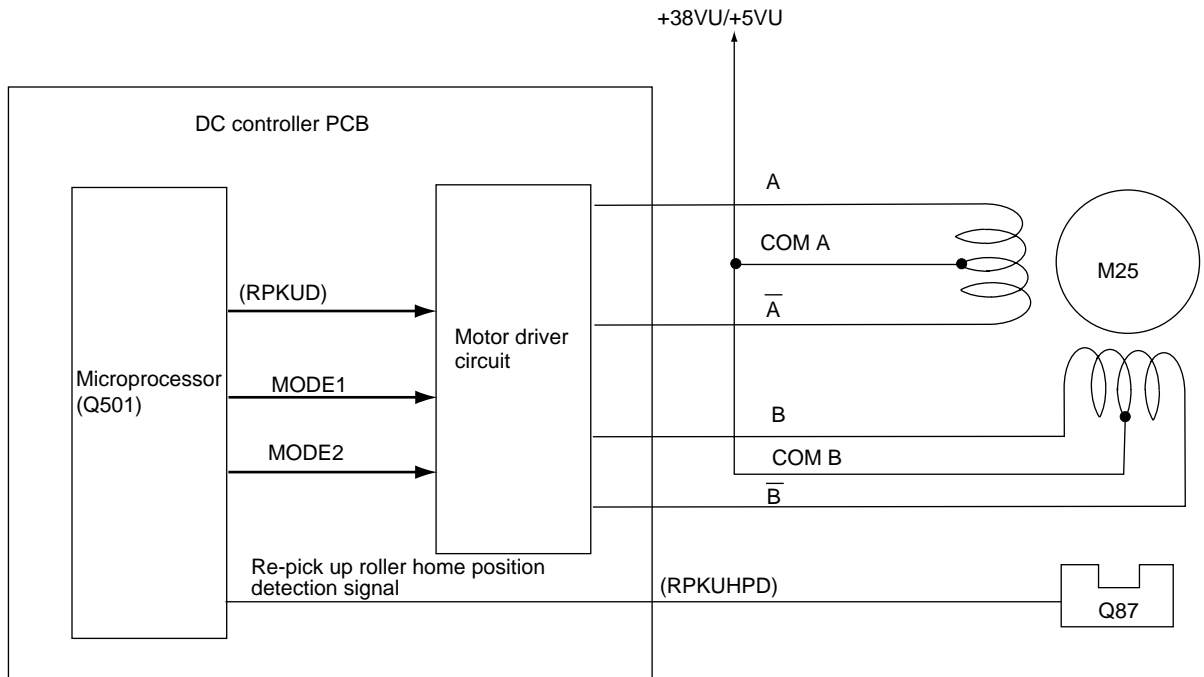 +38VU/+5VU
DC controller PCB
A
COM A
M25
(RPKUD)
A̅
Motor driver
circuit
Microprocessor
(Q501)
MODE1
B
MODE2
COM B
B̅
Re-pick up roller home position
detection signal
(RPKUHPD)
Q87